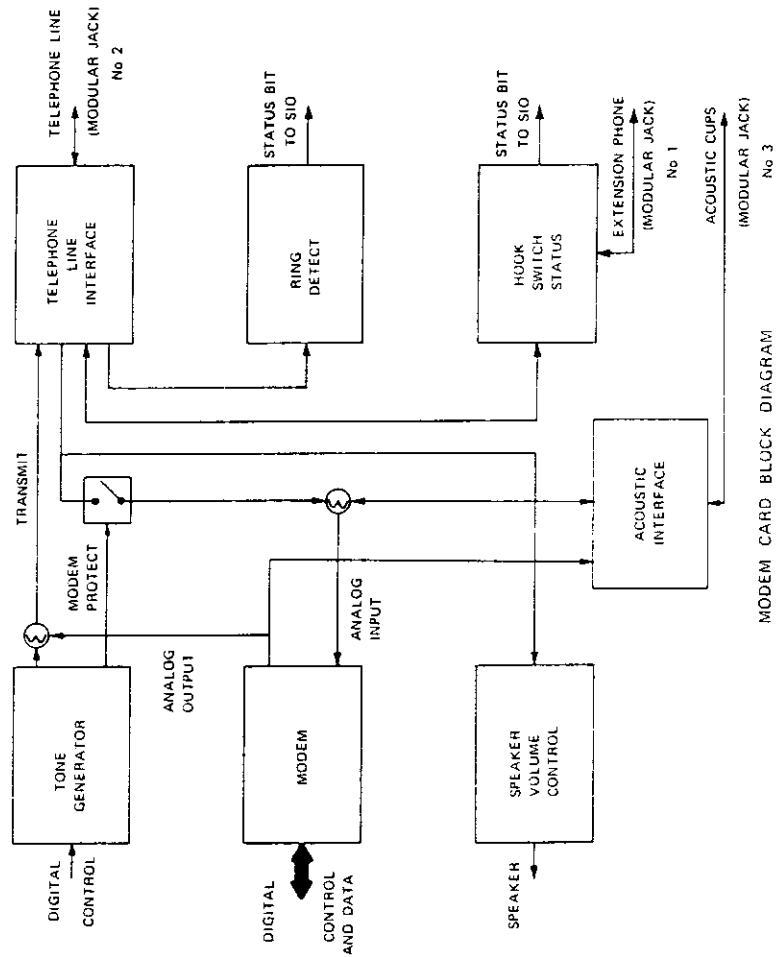 DIGITAL
CONTROL
TONE
GENERATOR
TRANSMIT
MODEM
PROTECT
TELEPHONE
LINE
INTERFACE
TELEPHONE LINE
(MODULAR JACK)
No 2
ANALOG
OUTPUT
DIGITAL
CONTROL
AND DATA
MODEM
ANALOG
INPUT
RING
DETECT
STATUS BIT
TO SIO
SPEAKER
SPEAKER
VOLUME
CONTROL
HOOK
SWITCH
STATUS
STATUS BIT
TO SIO
EXTENSION PHONE
(MODULAR JACK)
No 1
ACOUSTIC
INTERFACE
ACOUSTIC CUPS
(MODULAR JACK)
No 3
MODEM CARD BLOCK DIAGRAM